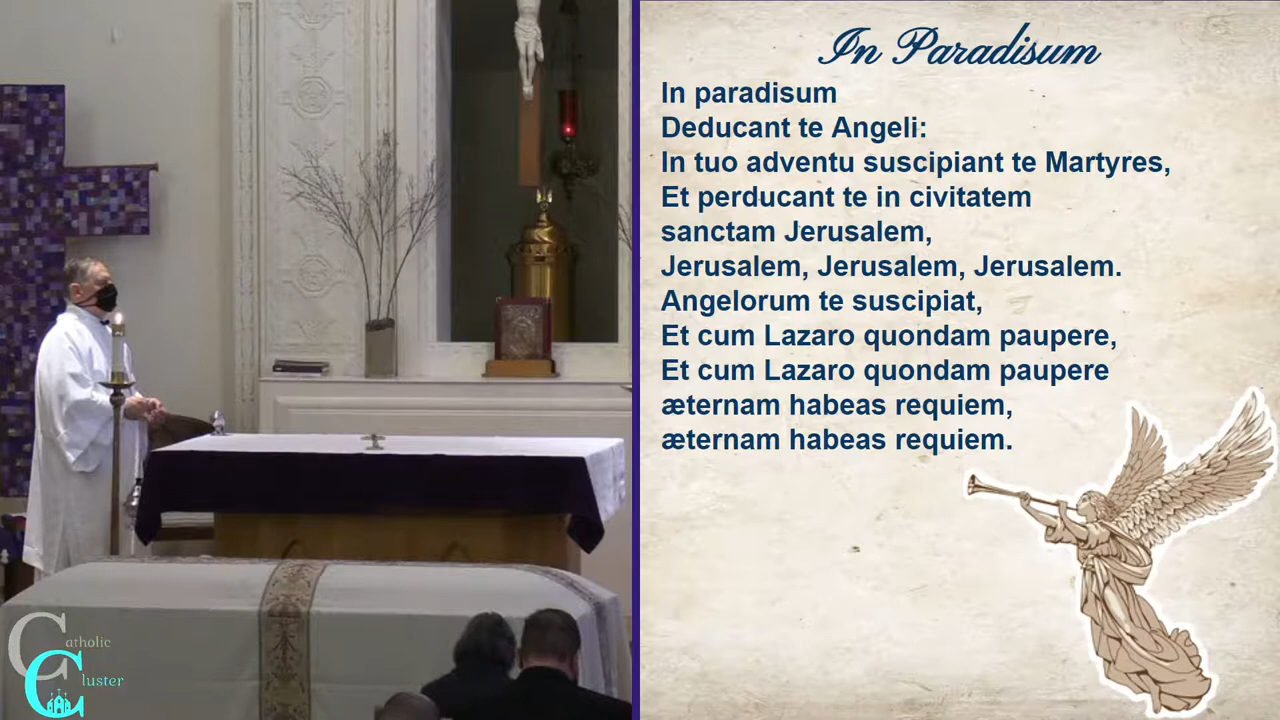 In Paradisum
In paradisum
Deducant te Angeli:
In tuo adventu suscipiant te Martyres,
Et perducant te in civitatem
sanctam Jerusalem,
Jerusalem, Jerusalem, Jerusalem.
Angelorum te suscipiat,
Et cum Lazaro quondam paupere,
Et cum Lazaro quondam paupere
æternam habeas requiem,
æternam habeas requiem.
Catholic
Cluster